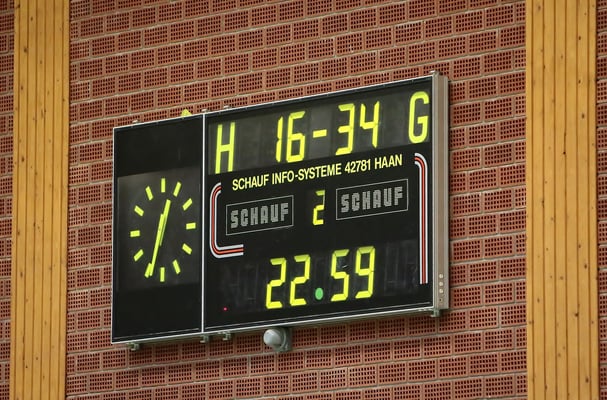 H 16-34 G
SCHAUF INFO-SYSTEME 42781 HAAN
SCHAUF 2 SCHAUF
22.59